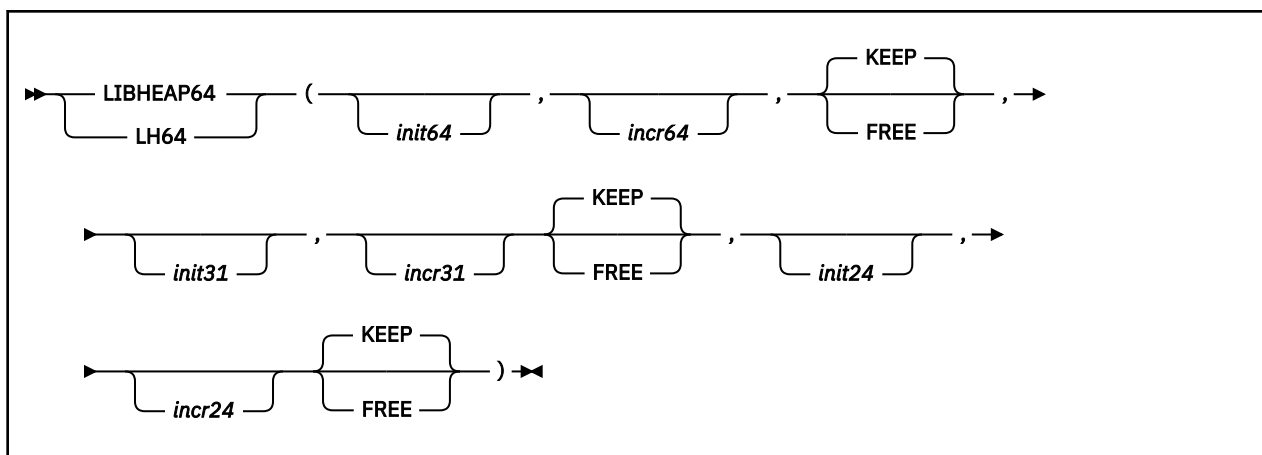 KEEP
LIBHEAP64 ( , , ,
LH64 init64 incr64 FREE
KEEP
, , ,
init31 incr31 FREE init24
KEEP
)
incr24 FREE